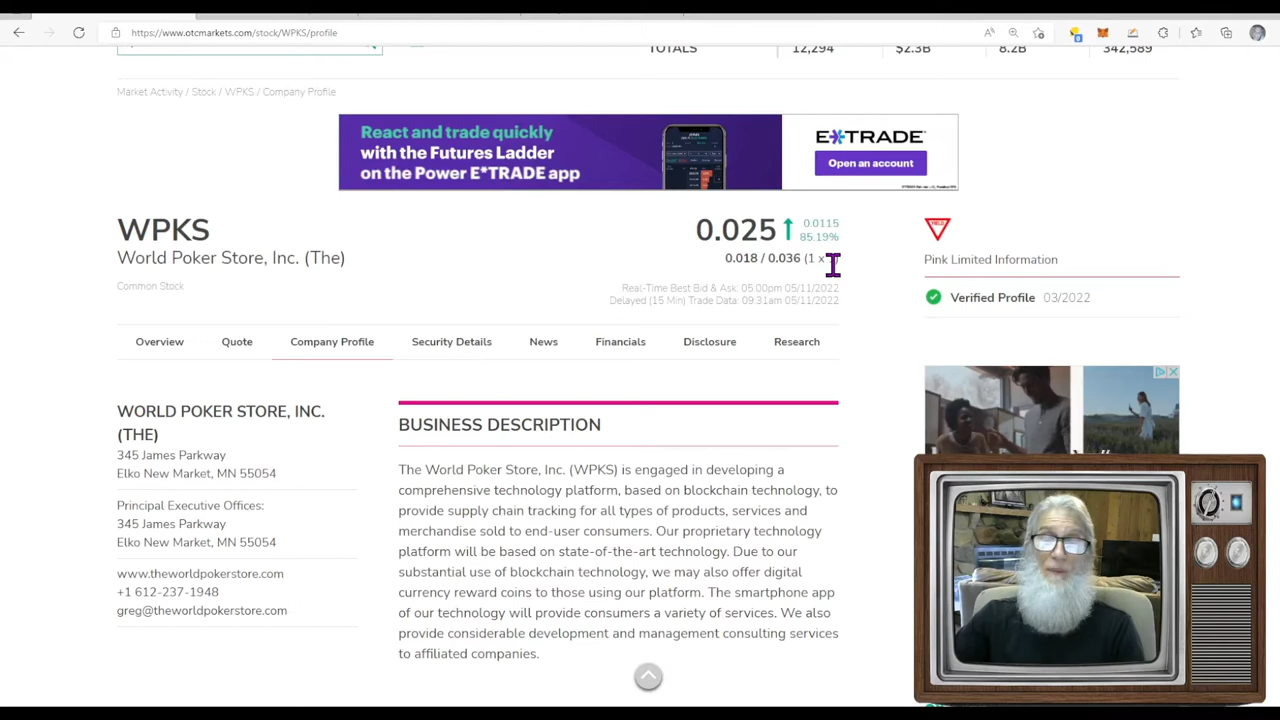 https://www.otcmarkets.com/stock/WPKS/profile
TOTALS 12,294 $2.3B 8.2B 342,589
Market Activity / Stock / WPKS / Company Profile
React and trade quickly
with the Futures Ladder
on the Power E*TRADE app
E*TRADE
Open an account
WPKS
World Poker Store, Inc. (The)
Common Stock
0.025
0.0115
85.19%
0.018 / 0.036 (1 x
Real-Time Best Bid & Ask: 05:00pm 05/11/2022
Delayed (15 Min) Trade Data: 09:31am 05/11/2022
YIELD
Pink Limited Information
Verified Profile 03/2022
Overview Quote Company Profile Security Details News Financials Disclosure Research
WORLD POKER STORE, INC.
(THE)
345 James Parkway
Elko New Market, MN 55054
Principal Executive Offices:
345 James Parkway
Elko New Market, MN 55054
www.theworldpokerstore.com
+1 612-237-1948
greg@theworldpokerstore.com
BUSINESS DESCRIPTION
The World Poker Store, Inc. (WPKS) is engaged in developing a
comprehensive technology platform, based on blockchain technology, to
provide supply chain tracking for all types of products, services and
merchandise sold to end-user consumers. Our proprietary technology
platform will be based on state-of-the-art technology. Due to our
substantial use of blockchain technology, we may also offer digital
currency reward coins to those using our platform. The smartphone app
of our technology will provide consumers a variety of services. We also
provide considerable development and management consulting services
to affiliated companies.